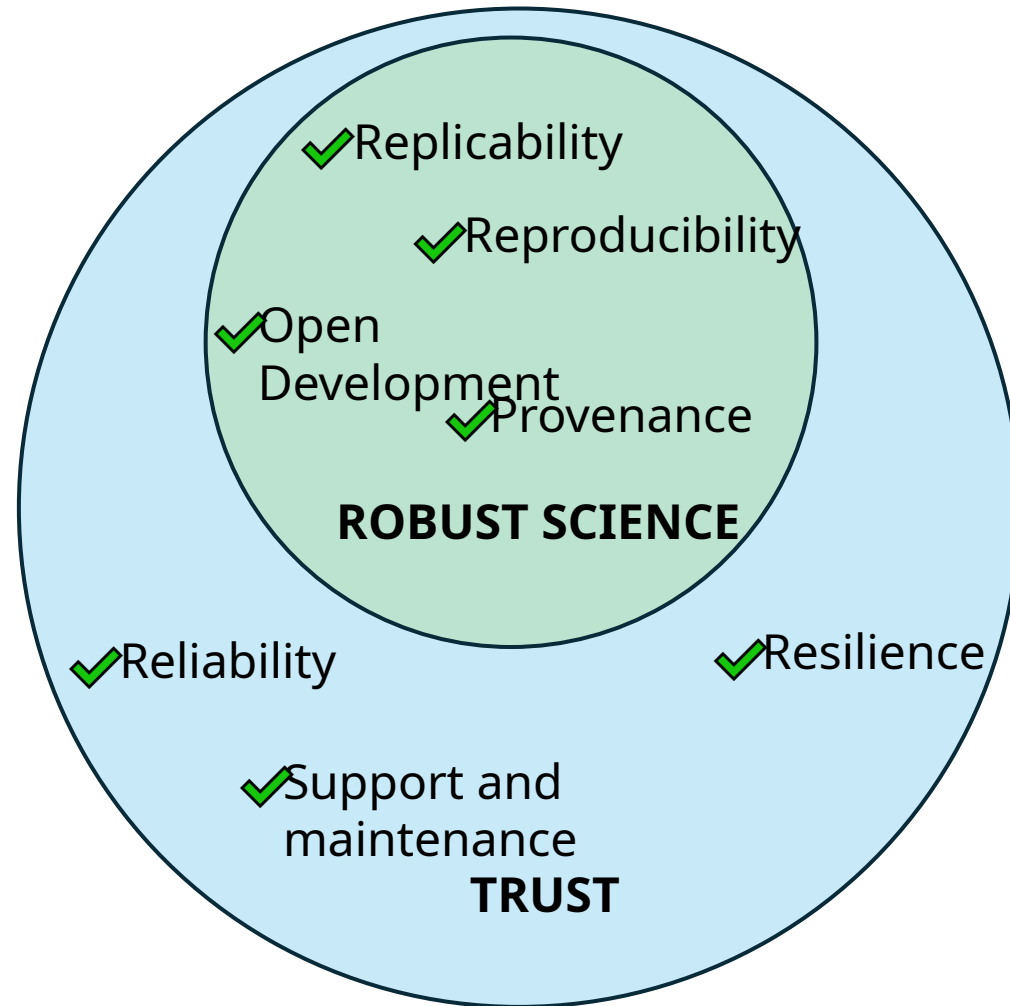 Replicability
Reproducibility
Open
Development
Provenance
ROBUST SCIENCE
Reliability
Resilience
Support and
maintenance
TRUST